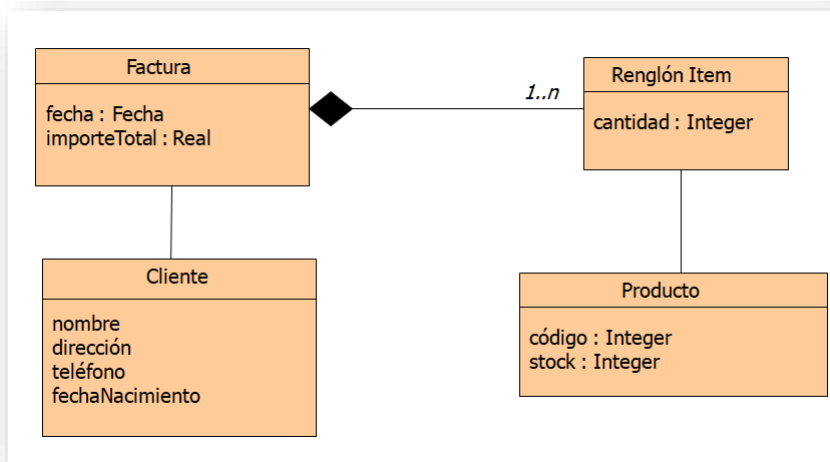 Factura
fecha : Fecha
importeTotal : Real
1..n
Renglón Item
cantidad : Integer
Cliente
nombre
dirección
teléfono
fechaNacimiento
Producto
código : Integer
stock : Integer